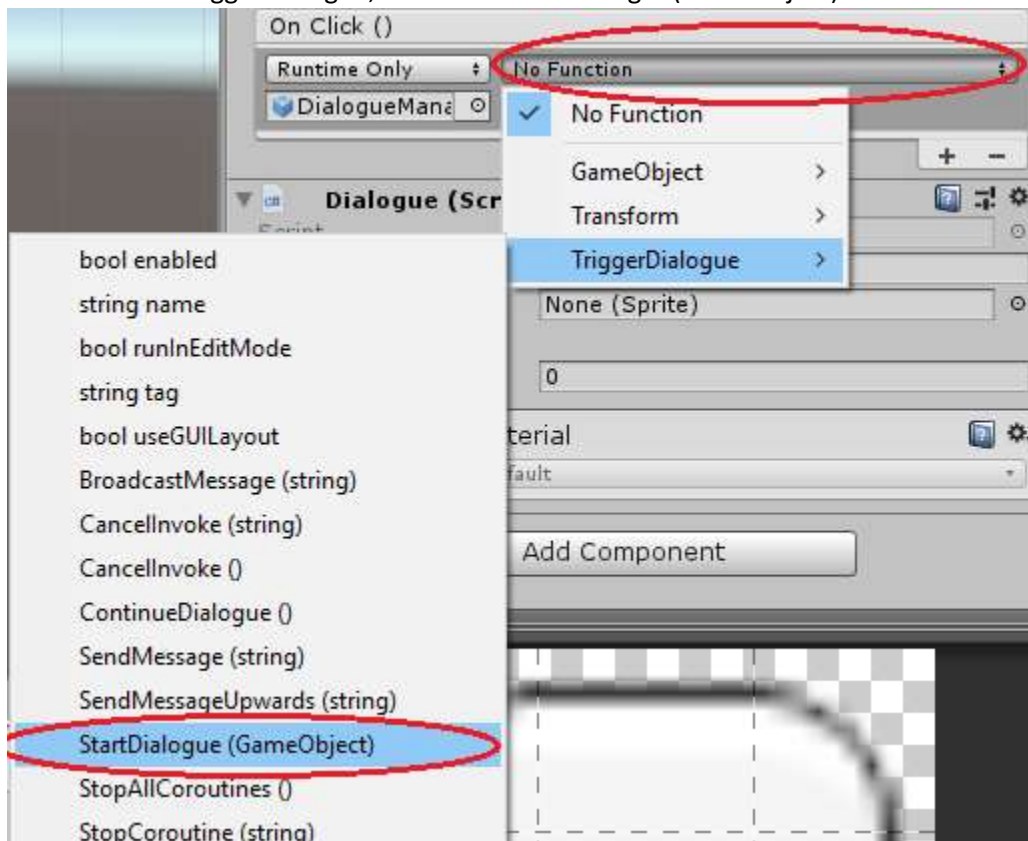 On Click ()
Runtime Only
No Function
DialogueMana
No Function
GameObject
Transform
TriggerDialogue
Dialogue (Scr
bool enabled
string name
None (Sprite)
bool runInEditMode
0
string tag
bool useGUILayout
terial
BroadcastMessage (string)
fault
CancelInvoke (string)
CancelInvoke ()
Add Component
ContinueDialogue ()
SendMessage (string)
SendMessageUpwards (string)
StartDialogue (GameObject)
StopAllCoroutines ()
StopCoroutine (string)